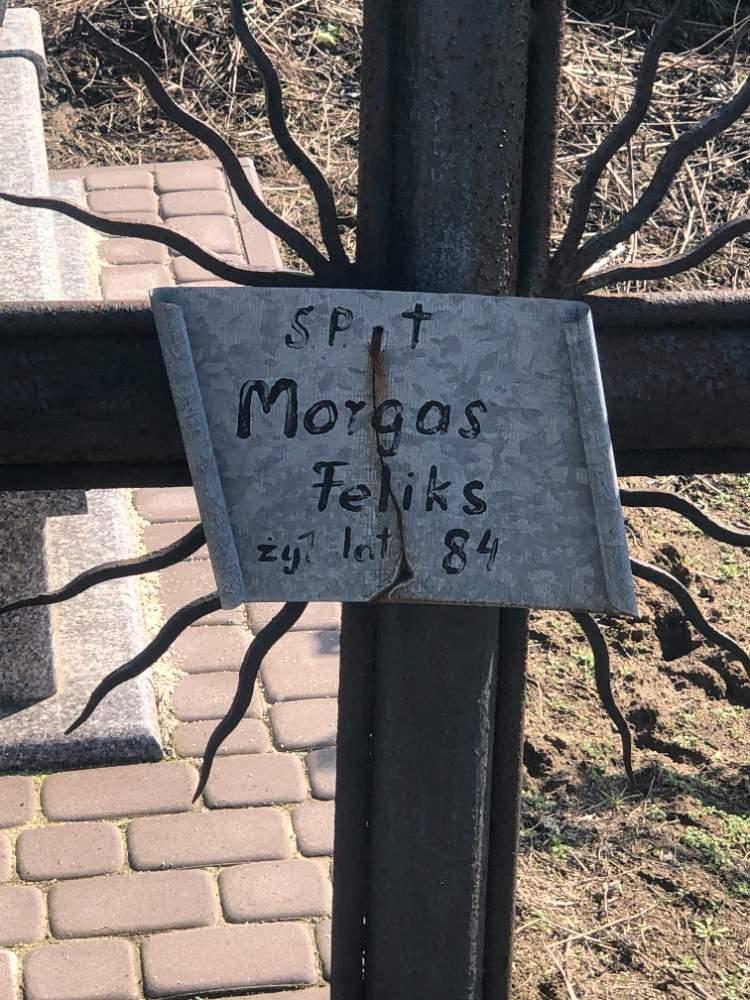 SP †
Morgas
Feliks
żył lat 84